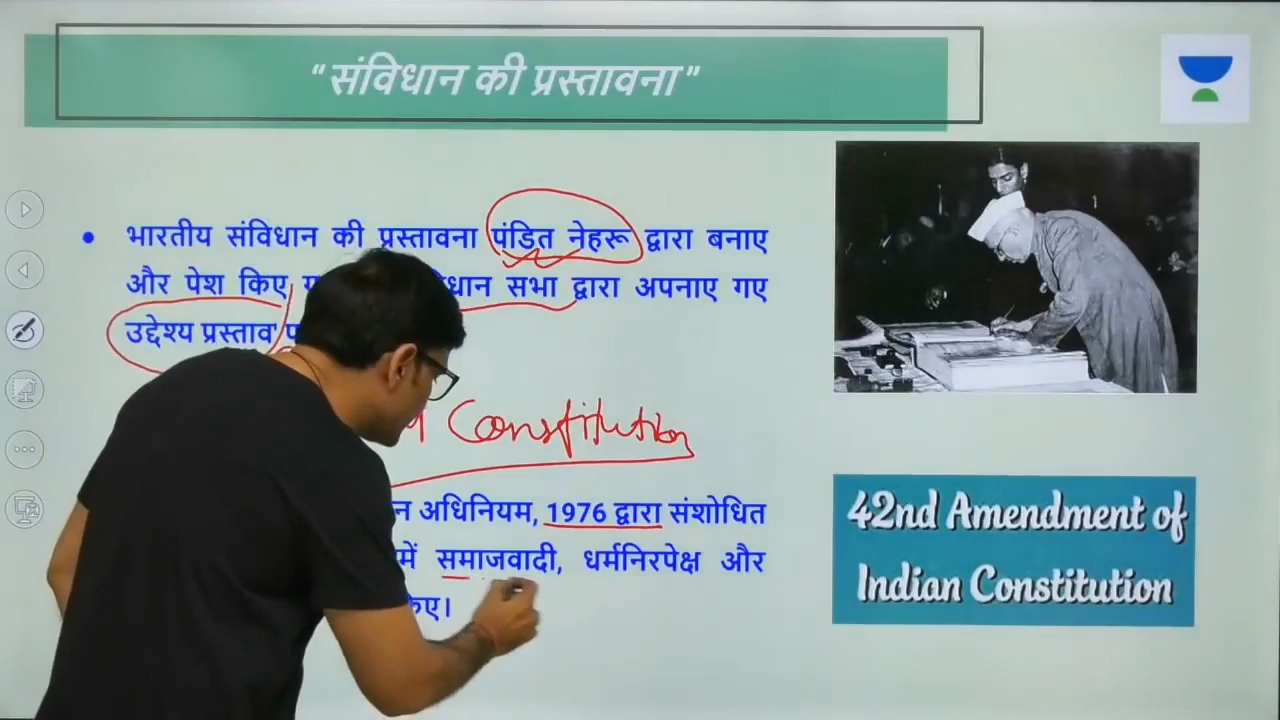 “संविधान की प्रस्तावना”
भारतीय संविधान की प्रस्तावना पंडित नेहरू द्वारा बनाए
और पेश किए सभा द्वारा अपनाए गए
उद्देश्य प्रस्ताव'
Constitution
अधिनियम, 1976 द्वारा संशोधित
में समाजवादी, धर्मनिरपेक्ष और
किए।
42nd Amendment of
Indian Constitution